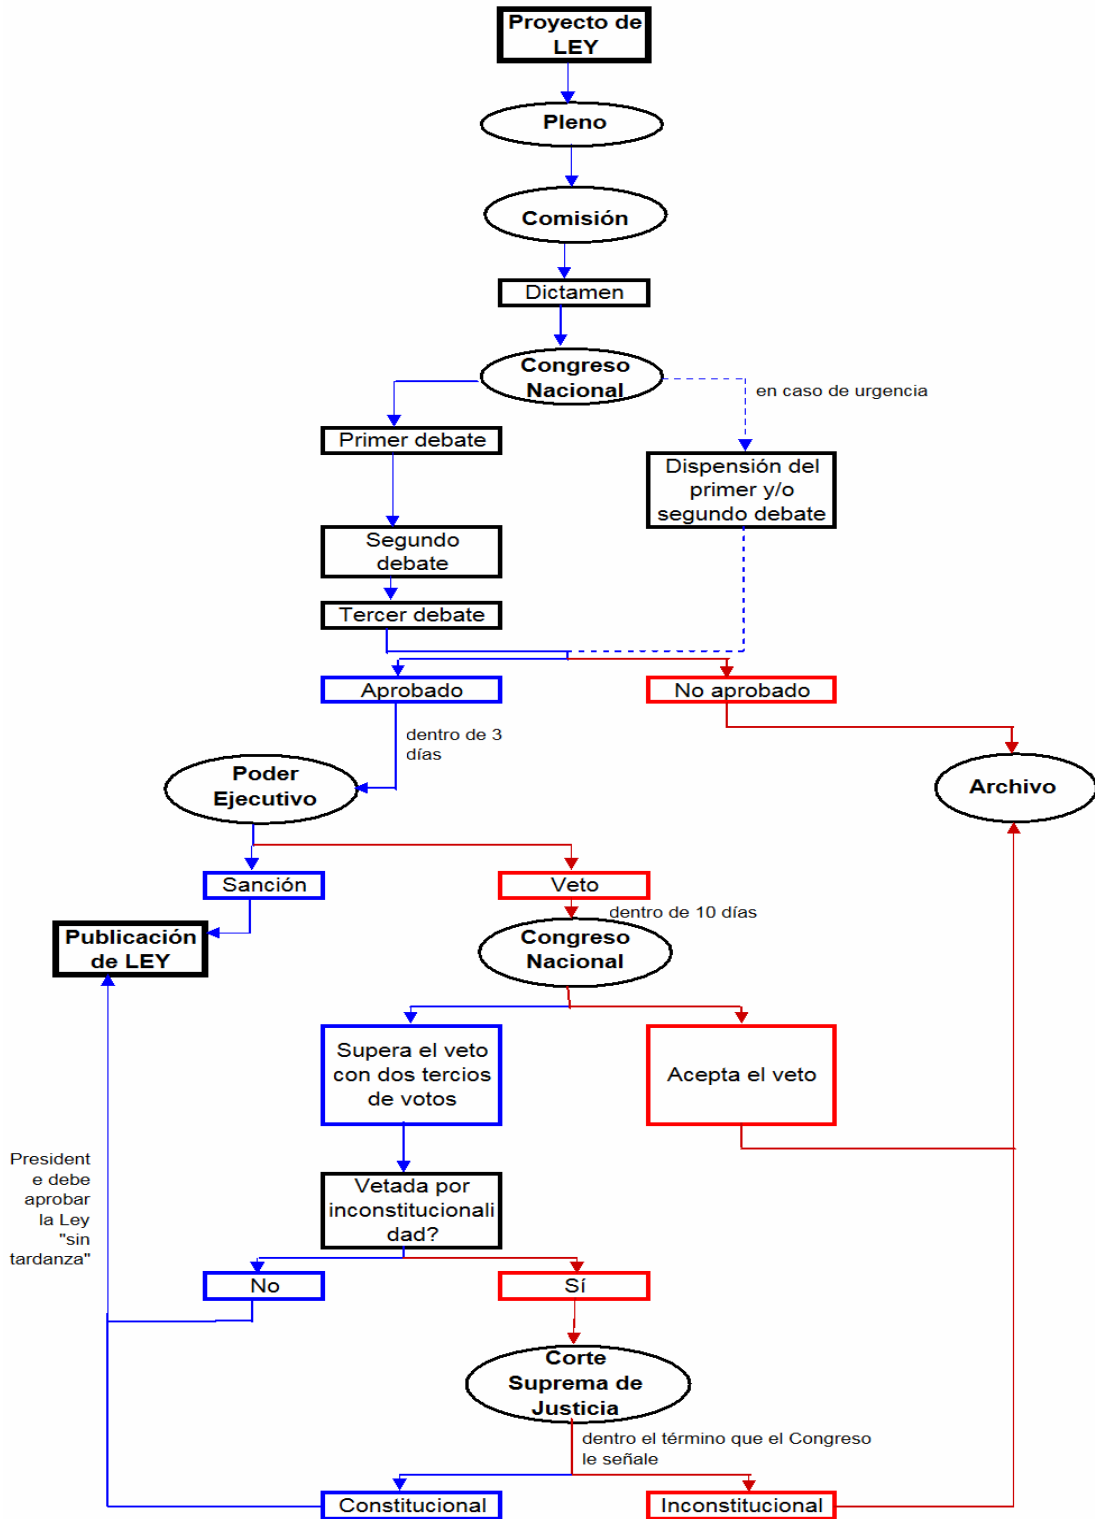 Proyecto de
LEY
Pleno
Comisión
Dictamen
Congreso
Nacional
en caso de urgencia
Primer debate
Dispensión del
primer y/o
segundo debate
Segundo
debate
Tercer debate
Aprobado
No aprobado
dentro de 3
días
Poder
Ejecutivo
Archivo
Sanción
Veto
dentro de 10 días
Publicación
de LEY
Congreso
Nacional
Supera el veto
con dos tercios
de votos
Acepta el veto
President
e debe
aprobar
la Ley
"sin
tardanza"
Vetada por
inconstitucionali
dad?
No
Sí
Corte
Suprema de
Justicia
dentro el término que el Congreso
le señale
Constitucional
Inconstitucional